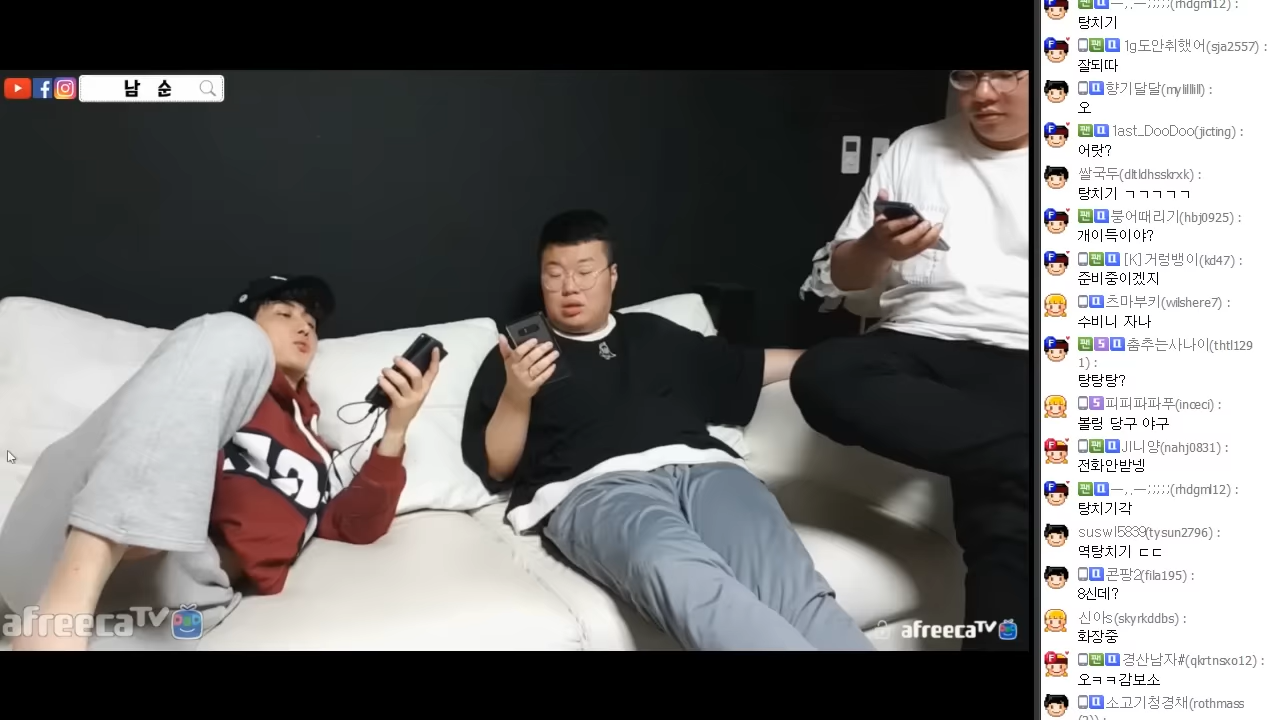 남 순
afreecaTV
afreecaTV
ㅡ,,ㅡ;;;;;(rhdgml12) :
탕치기
1g도안취했어(sja2557) :
잘되따
향기달달(mylilllill) :
오
1ast_DooDoo(jicting) :
어랏?
쌀국두(dltldhsskrxk) :
탕치기 ㄱㄱㄱㄱㄱ
붕어때리기(hbj0925) :
개이득이야?
[K]거렁뱅이(kd47) :
준비중이겠지
츠마부키(wilshere7) :
수비니 자나
춤추는사나이(thtl129
1) :
탕탕탕?
피피파파푸(inceci) :
볼링 당구 야구
JI니얌(nahj0831) :
전화안받넹
ㅡ,,ㅡ;;;;;(rhdgml12) :
탕치기각
suswl5839(tysun2796) :
역탕치기 ㄷㄷ
콘팡2(fila195) :
8신데?
신아s(skyrkddbs) :
화장중
경산남자#(qkrtnsxo12) :
오ㅋㅋ감보소
소고기청경채(rothmass